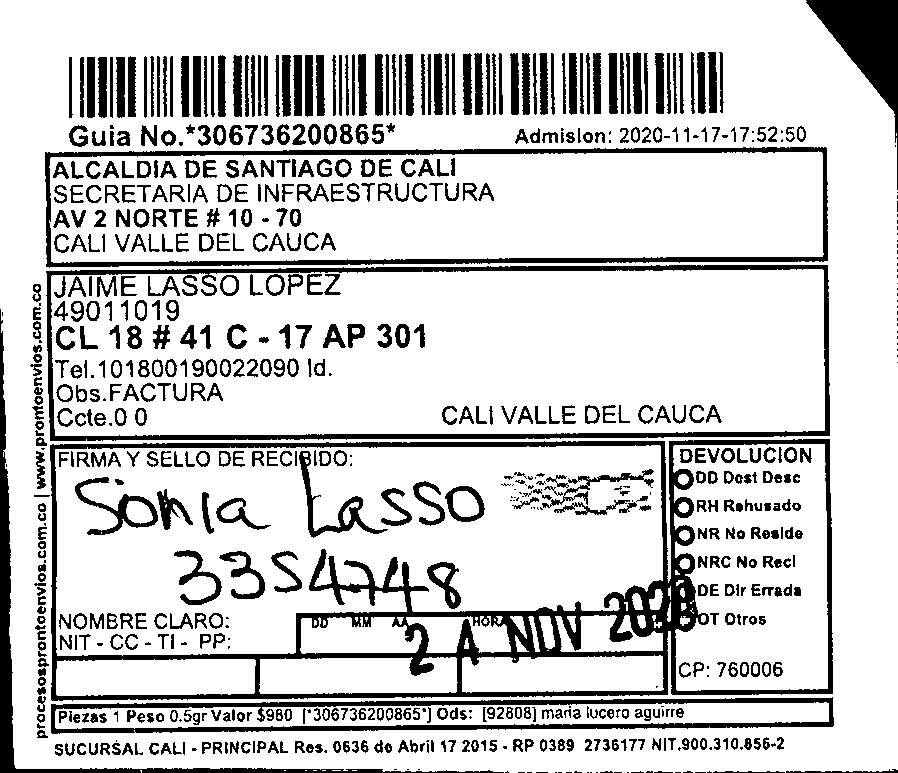 Guia No.*306736200865*
Admision: 2020-11-17-17:52:50
ALCALDIA DE SANTIAGO DE CALI
SECRETARIA DE INFRAESTRUCTURA
AV 2 NORTE # 10 - 70
CALI VALLE DEL CAUCA
JAIME LASSO LOPEZ
49011019
CL 18 # 41 C - 17 AP 301
Tel.101800190022090 Id.
Obs.FACTURA
Ccte.0 0
CALI VALLE DEL CAUCA
procesosprontoenvios.com.co | www.prontoenvios.com.co
FIRMA Y SELLO DE RECIBIDO:
Sonia Lasso
3354748
NOMBRE CLARO:
NIT - CC - TI - PP:
DD MM AA HORA
24 NOV 2020
DEVOLUCION
DD Dest Desc
RH Rehusado
NR No Reside
NRC No Recl
DE Dir Errada
OT Otros
CP: 760006
Piezas 1 Peso 0.5gr Valor $980 [*306736200865*] Ods: [92808] maria lucero aguirre
SUCURSAL CALI - PRINCIPAL Res. 0636 de Abril 17 2015 - RP 0389 2736177 NIT.900.310.856-2